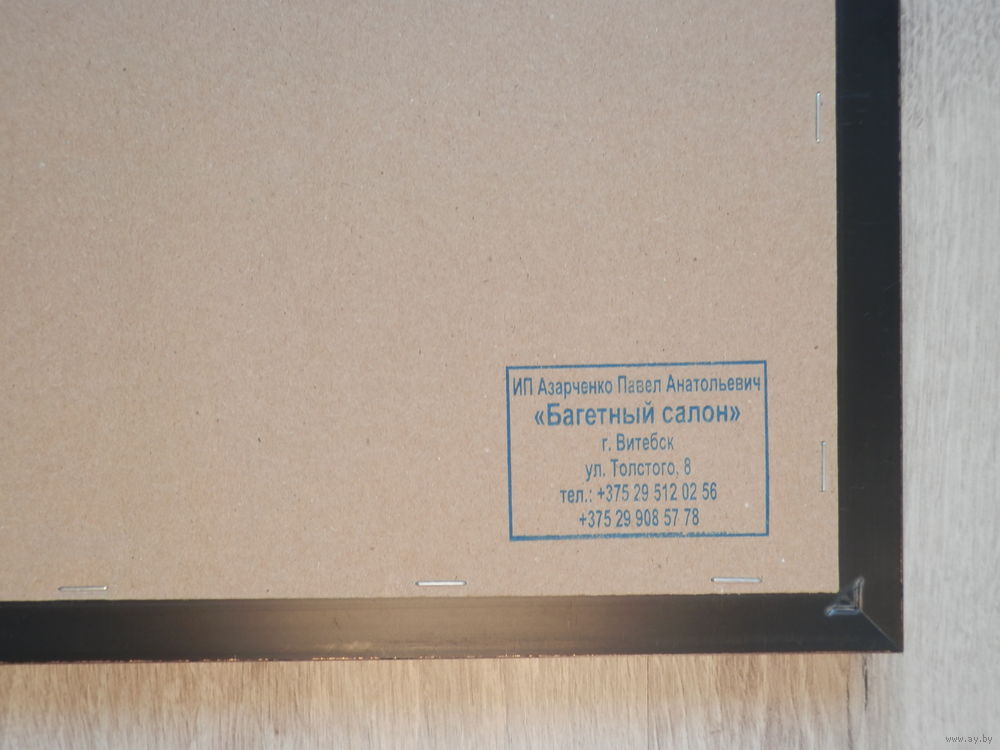 ИП Азарченко Павел Анатольевич
«Багетный салон»
г. Витебск
ул. Толстого, 8
тел.: +375 29 512 02 56
+375 29 908 57 78
www.ay.by